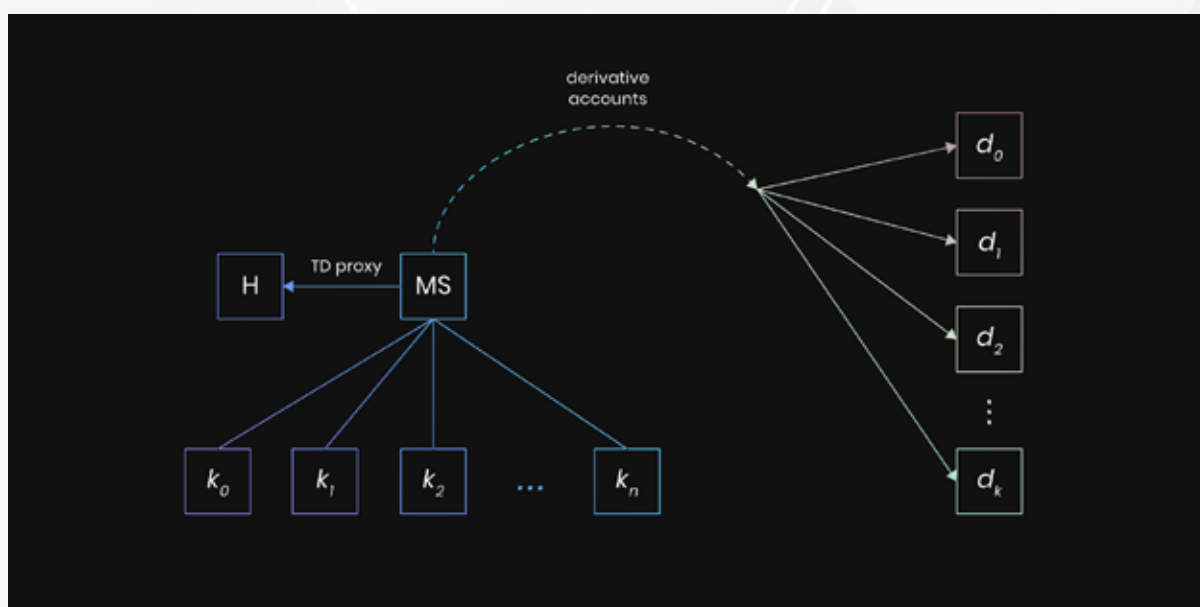 derivative
accounts
d₀
d₁
H
TD proxy
MS
d₂
⋮
k₀
k₁
k₂
...
kₙ
dₖ